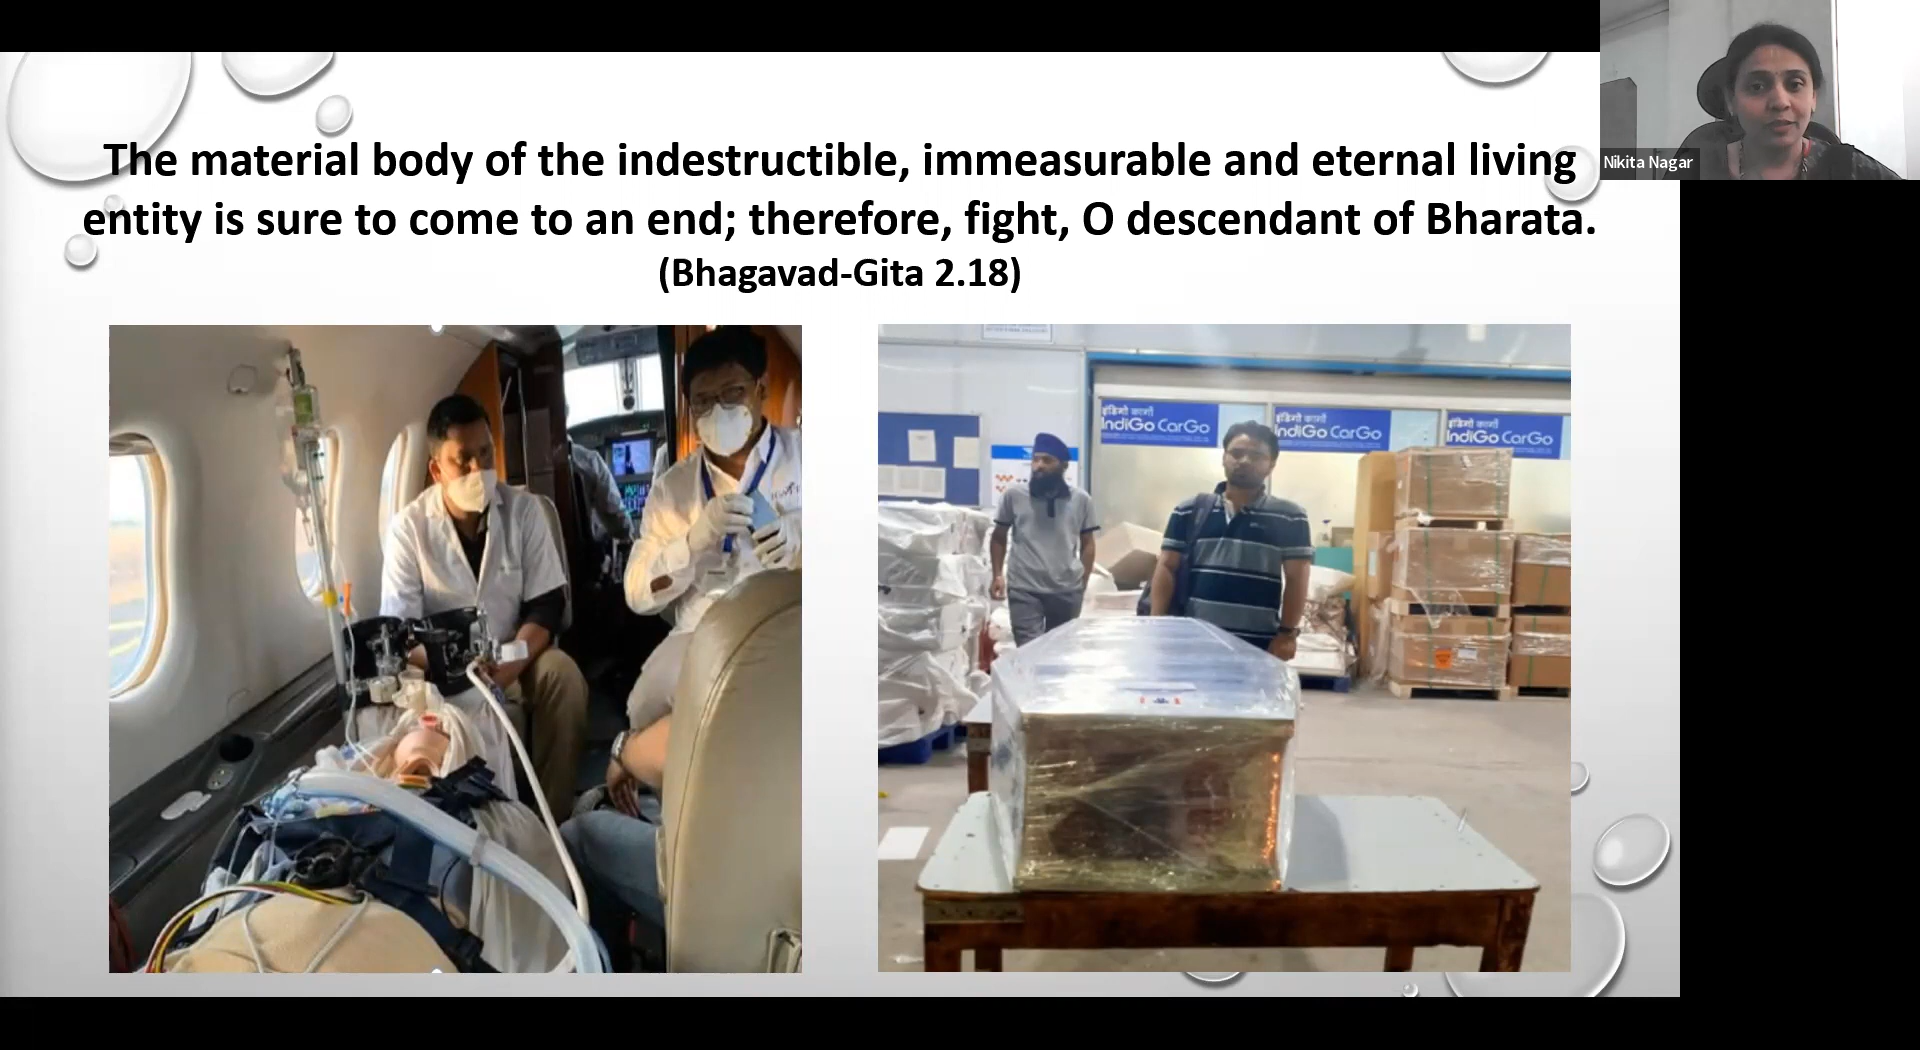 The material body of the indestructible, immeasurable and eternal living
entity is sure to come to an end; therefore, fight, O descendant of Bharata.
(Bhagavad-Gita 2.18)
Nikita Nagar
इंडिगो कार्गो
IndiGo CarGo
इंडिगो कार्गो
IndiGo CarGo
इंडिगो कार्गो
IndiGo CarGo